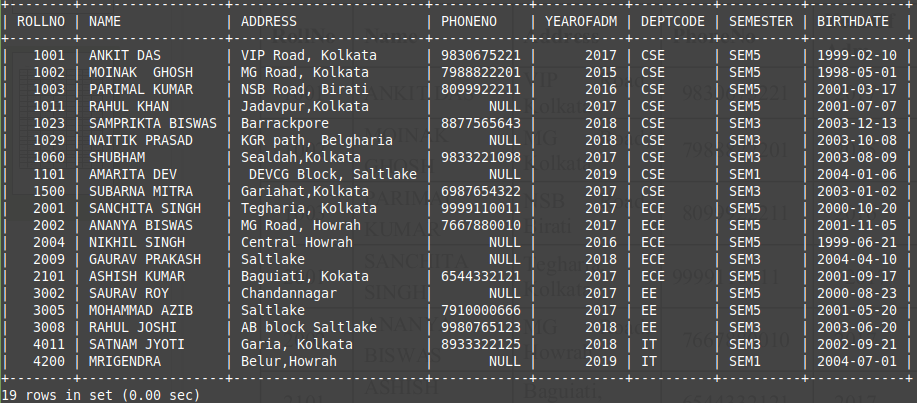 +--------+-----------------+------------------------+------------+-----------+----------+----------+------------+
| ROLLNO | NAME            | ADDRESS                | PHONENO    | YEAROFADM | DEPTCODE | SEMESTER | BIRTHDATE  |
+--------+-----------------+------------------------+------------+-----------+----------+----------+------------+
|   1001 | ANKIT DAS       | VIP Road, Kolkata      | 9830675221 |      2017 | CSE      | SEM5     | 1999-02-10 |
|   1002 | MOINAK  GHOSH   | MG Road, Kolkata       | 7988822201 |      2015 | CSE      | SEM5     | 1998-05-01 |
|   1003 | PARIMAL KUMAR   | NSB Road, Birati       | 8099922211 |      2016 | CSE      | SEM5     | 2001-03-17 |
|   1011 | RAHUL KHAN      | Jadavpur,Kolkata       |       NULL |      2017 | CSE      | SEM5     | 2001-07-07 |
|   1023 | SAMPRIKTA BISWAS | Barrackpore            | 8877565643 |      2018 | CSE      | SEM3     | 2003-12-13 |
|   1029 | NAITIK PRASAD   | KGR path, Belgharia    |       NULL |      2018 | CSE      | SEM3     | 2003-10-08 |
|   1060 | SHUBHAM         | Sealdah,Kolkata        | 9833221098 |      2017 | CSE      | SEM3     | 2003-08-09 |
|   1101 | AMARITA DEV     |  DEVCG Block, Saltlake |       NULL |      2019 | CSE      | SEM1     | 2004-01-06 |
|   1500 | SUBARNA MITRA   | Gariahat,Kolkata       | 6987654322 |      2017 | CSE      | SEM3     | 2003-01-02 |
|   2001 | SANCHITA SINGH  | Tegharia, Kolkata      | 9999110011 |      2017 | ECE      | SEM5     | 2000-10-20 |
|   2002 | ANANYA BISWAS   | MG Road, Howrah        | 7667880010 |      2017 | ECE      | SEM5     | 2001-11-05 |
|   2004 | NIKHIL SINGH    | Central Howrah         |       NULL |      2016 | ECE      | SEM5     | 1999-06-21 |
|   2009 | GAURAV PRAKASH  | Saltlake               |       NULL |      2018 | ECE      | SEM3     | 2004-04-10 |
|   2101 | ASHISH KUMAR    | Baguiati, Kokata       | 6544332121 |      2017 | ECE      | SEM5     | 2001-09-17 |
|   3002 | SAURAV ROY      | Chandannagar           |       NULL |      2017 | EE       | SEM5     | 2000-08-23 |
|   3005 | MOHAMMAD AZIB   | Saltlake               | 7910000666 |      2017 | EE       | SEM5     | 2001-05-20 |
|   3008 | RAHUL JOSHI     | AB block Saltlake      | 9980765123 |      2018 | EE       | SEM3     | 2003-06-20 |
|   4011 | SATNAM JYOTI    | Garia, Kolkata         | 8933322125 |      2018 | IT       | SEM3     | 2002-09-21 |
|   4200 | MRIGENDRA       | Belur,Howrah           |       NULL |      2019 | IT       | SEM1     | 2004-07-01 |
+--------+-----------------+------------------------+------------+-----------+----------+----------+------------+
19 rows in set (0.00 sec)